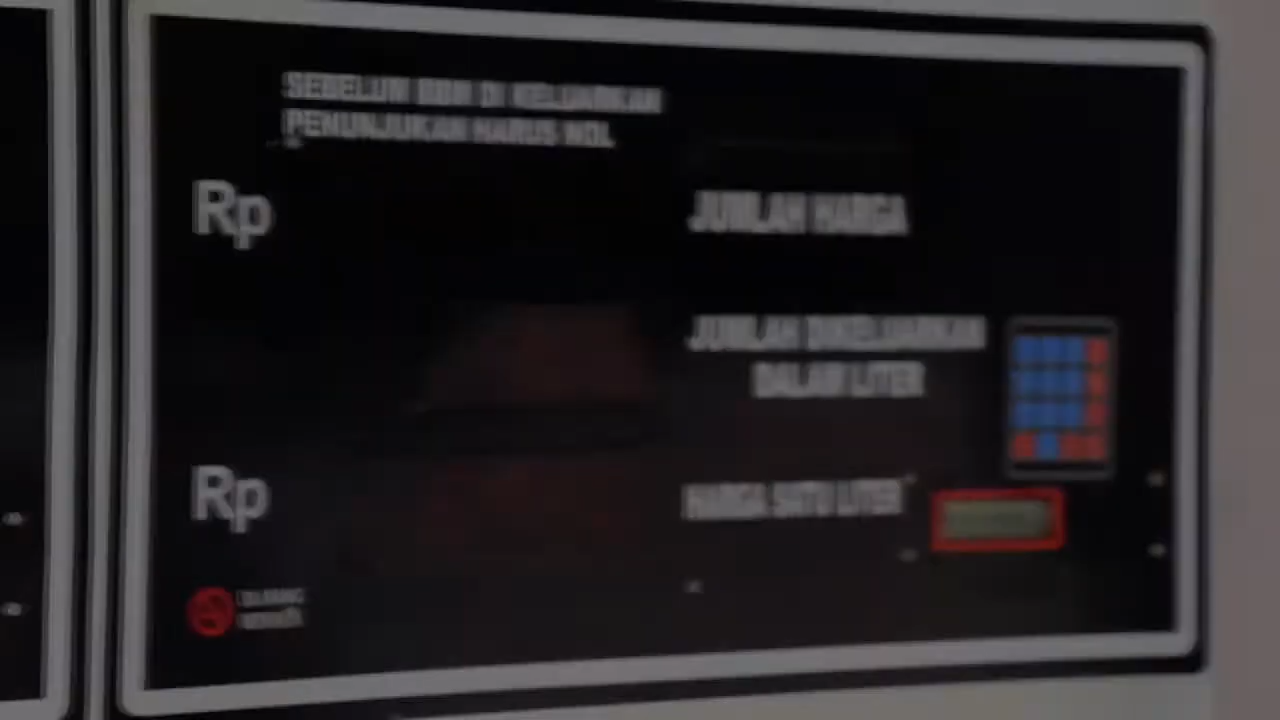 SEBELUM BBM DI KELUARKAN
PENUNJUKAN HARUS NOL
Rp
JUMLAH HARGA
JUMLAH DIKELUARKAN
DALAM LITER
Rp
HARGA SATU LITER